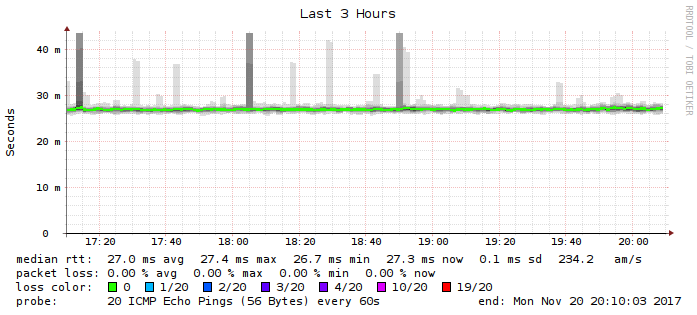 Last 3 Hours
RRDTOOL / TOBI OETIKER
Seconds
40 m
30 m
20 m
10 m
0
17:20 17:40 18:00 18:20 18:40 19:00 19:20 19:40 20:00
median rtt: 27.0 ms avg 27.4 ms max 26.7 ms min 27.3 ms now 0.1 ms sd 234.2 am/s
packet loss: 0.00 % avg 0.00 % max 0.00 % min 0.00 % now
loss color: 0 1/20 2/20 3/20 4/20 10/20 19/20
probe: 20 ICMP Echo Pings (56 Bytes) every 60s end: Mon Nov 20 20:10:03 2017